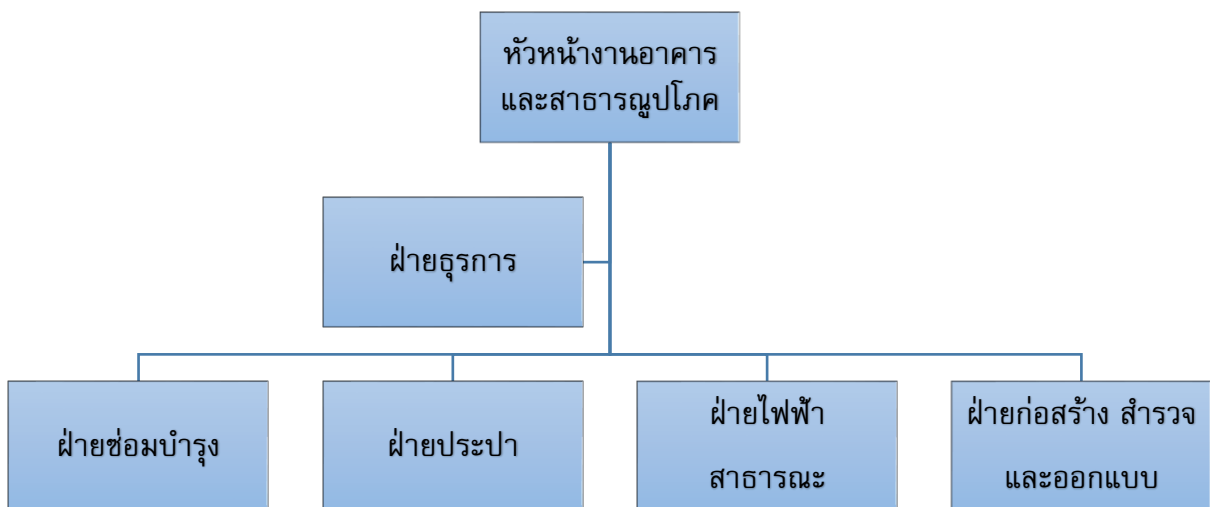 หัวหน้างานอาคาร
และสาธารณูปโภค
ฝ่ายธุรการ
ฝ่ายซ่อมบำรุง
ฝ่ายประปา
ฝ่ายไฟฟ้า
สาธารณะ
ฝ่ายก่อสร้าง สำรวจ
และออกแบบ